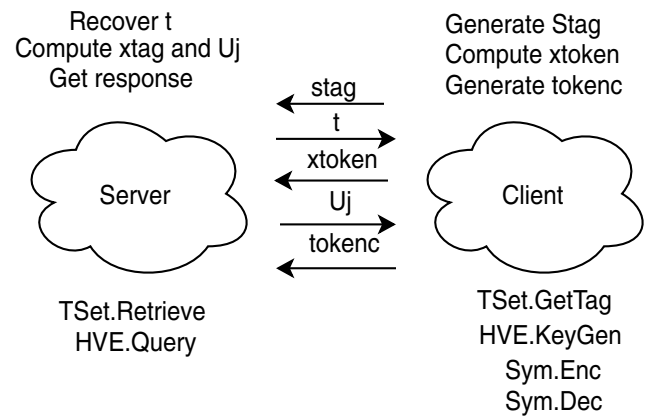 Recover t
Compute xtag and Uj
Get response
Generate Stag
Compute xtoken
Generate tokenc
stag
t
xtoken
Uj
tokenc
Server
Client
TSet.Retrieve
HVE.Query
TSet.GetTag
HVE.KeyGen
Sym.Enc
Sym.Dec